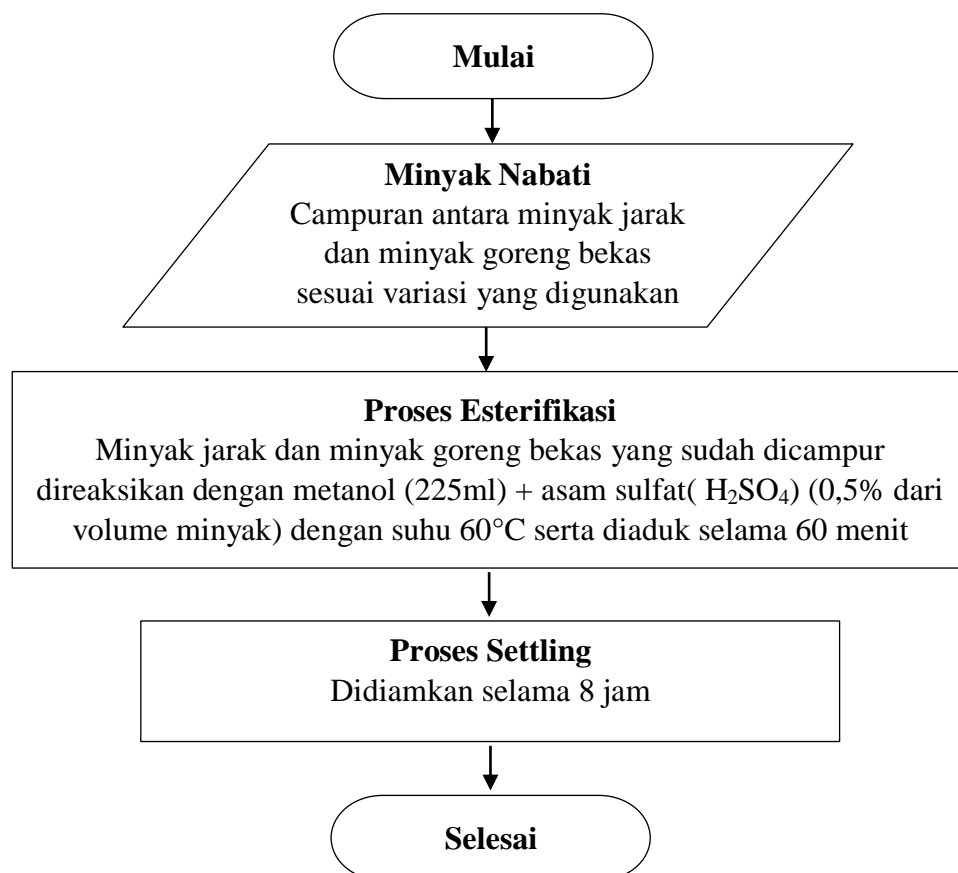 Mulai
Minyak Nabati
Campuran antara minyak jarak
dan minyak goreng bekas
sesuai variasi yang digunakan
Proses Esterifikasi
Minyak jarak dan minyak goreng bekas yang sudah dicampur
direaksikan dengan metanol (225ml) + asam sulfat( H₂SO₄) (0,5% dari
volume minyak) dengan suhu 60°C serta diaduk selama 60 menit
Proses Settling
Didiamkan selama 8 jam
Selesai